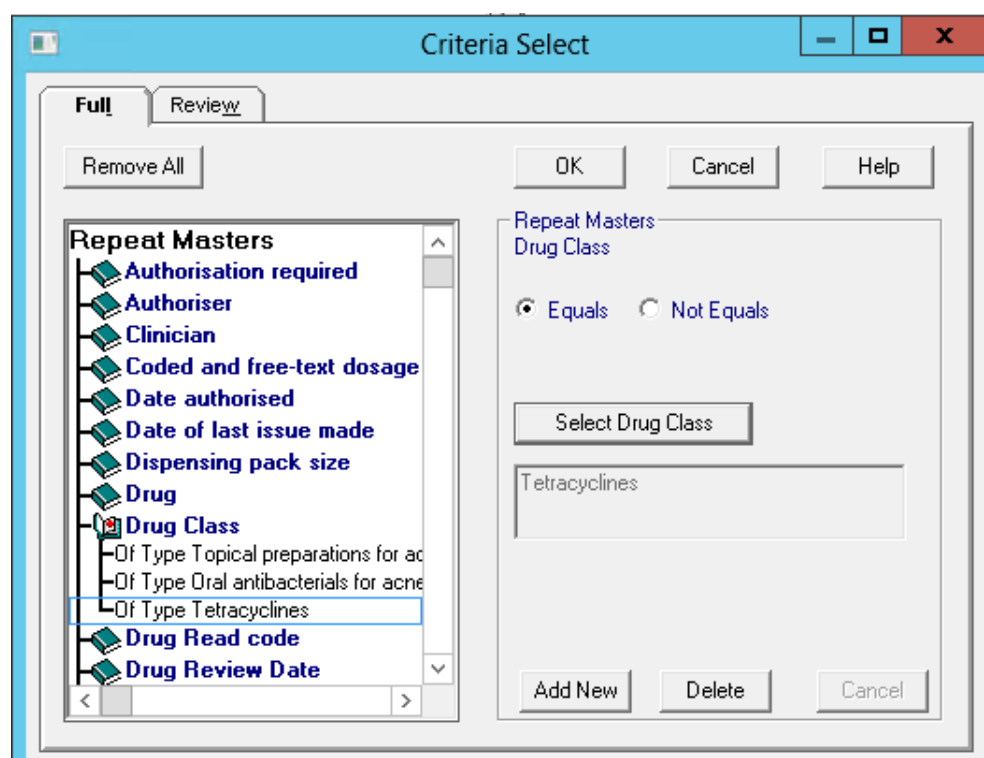 Criteria Select
Full
Review
Remove All
OK
Cancel
Help
Repeat Masters
Authorisation required
Authoriser
Clinician
Coded and free-text dosage
Date authorised
Date of last issue made
Dispensing pack size
Drug
Drug Class
Of Type Topical preparations for ac
Of Type Oral antibacterials for acne
Of Type Tetracyclines
Drug Read code
Drug Review Date
Repeat Masters
Drug Class
Equals
Not Equals
Select Drug Class
Tetracyclines
Add New
Delete
Cancel